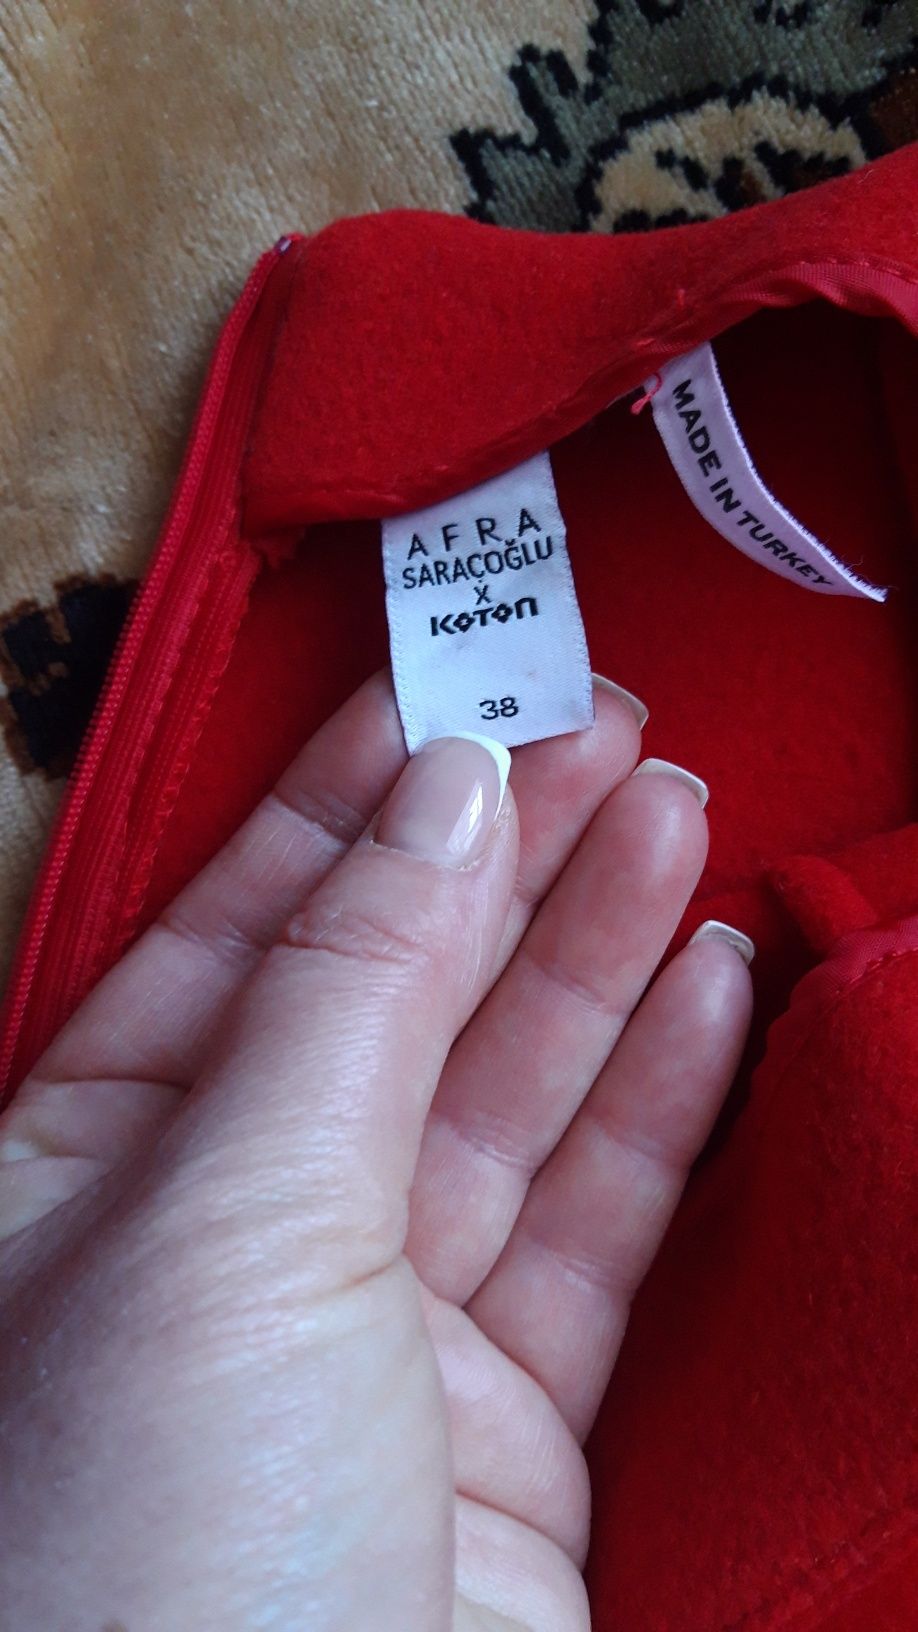 AFRA
SARAÇOĞLU
X
KOTON
38
MADE IN TURKEY